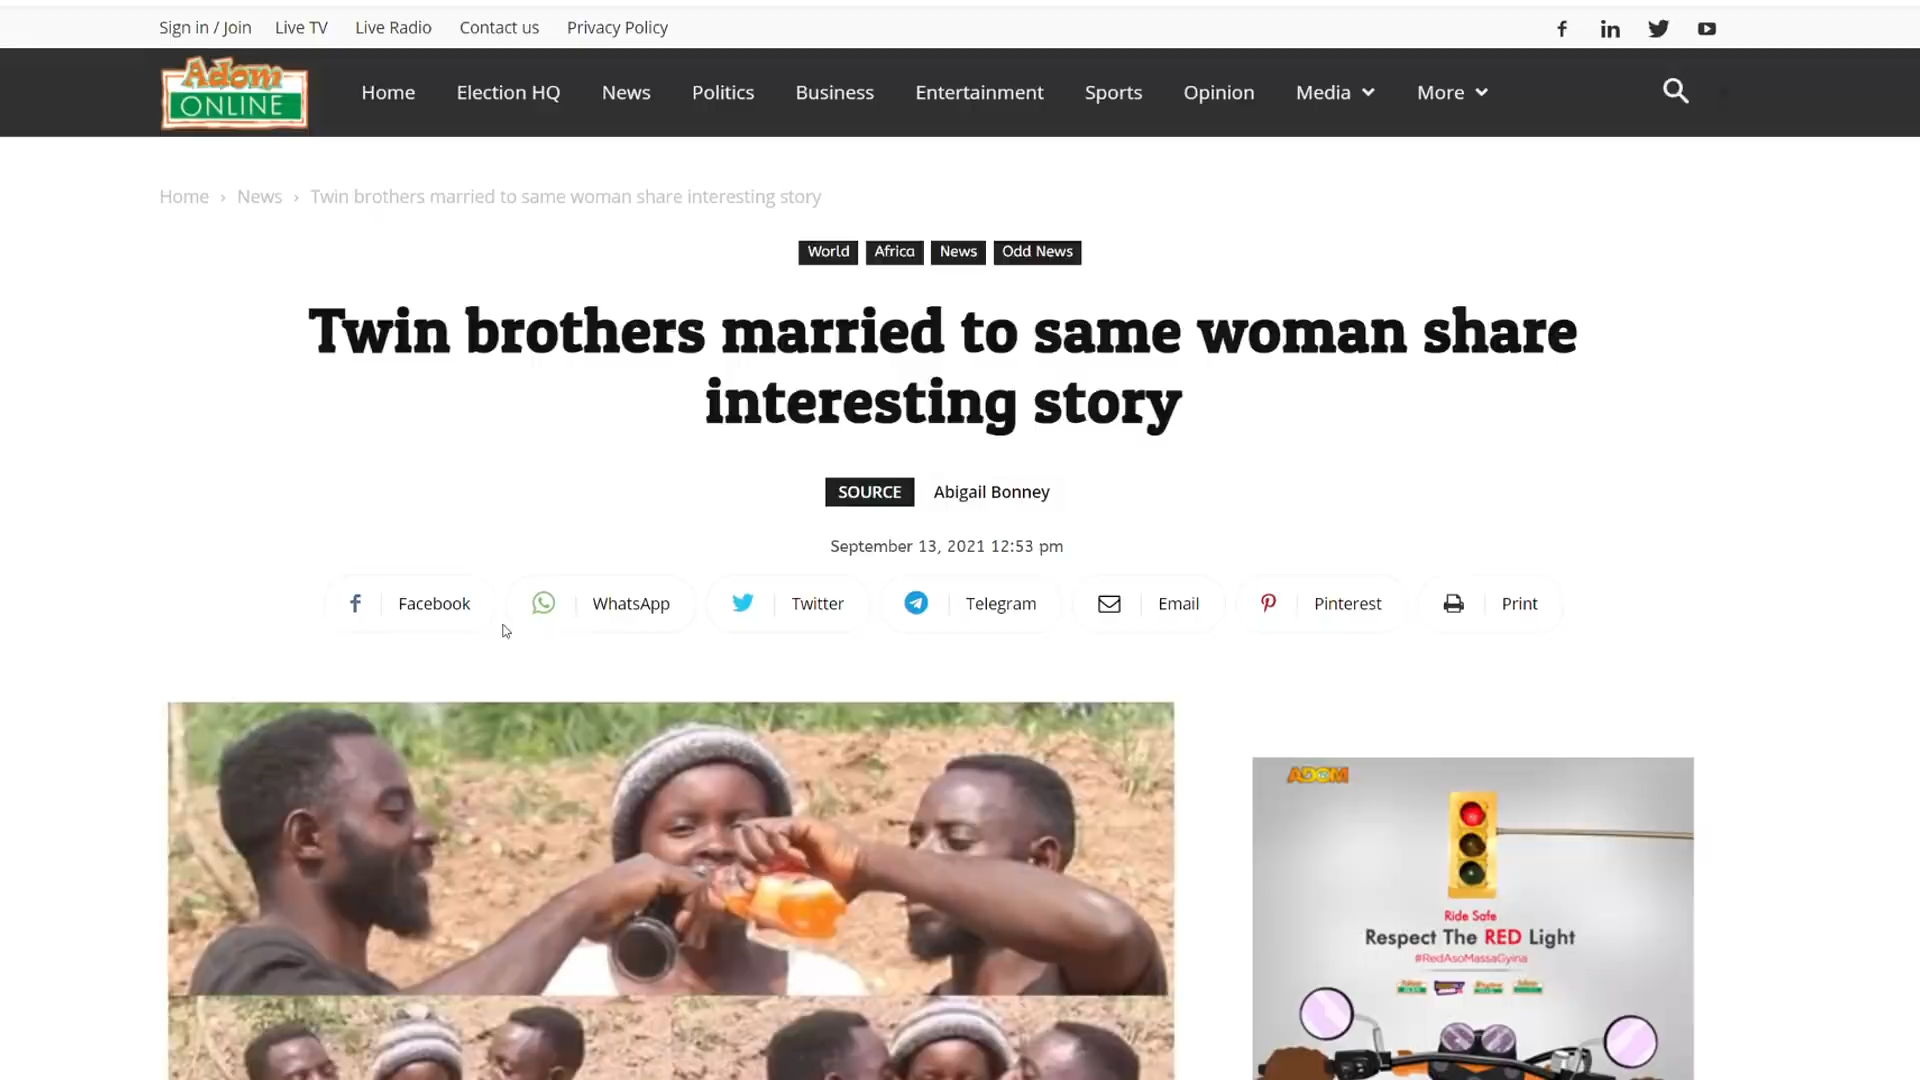 Sign in / Join Live TV Live Radio Contact us Privacy Policy
Adom
ONLINE
Home Election HQ News Politics Business Entertainment Sports Opinion Media More
Home › News › Twin brothers married to same woman share interesting story
World Africa News Odd News
Twin brothers married to same woman share
interesting story
SOURCE Abigail Bonney
September 13, 2021 12:53 pm
Facebook WhatsApp Twitter Telegram Email Pinterest Print
ADOM
Ride Safe
Respect The RED Light
#RedAsoMassaGyina